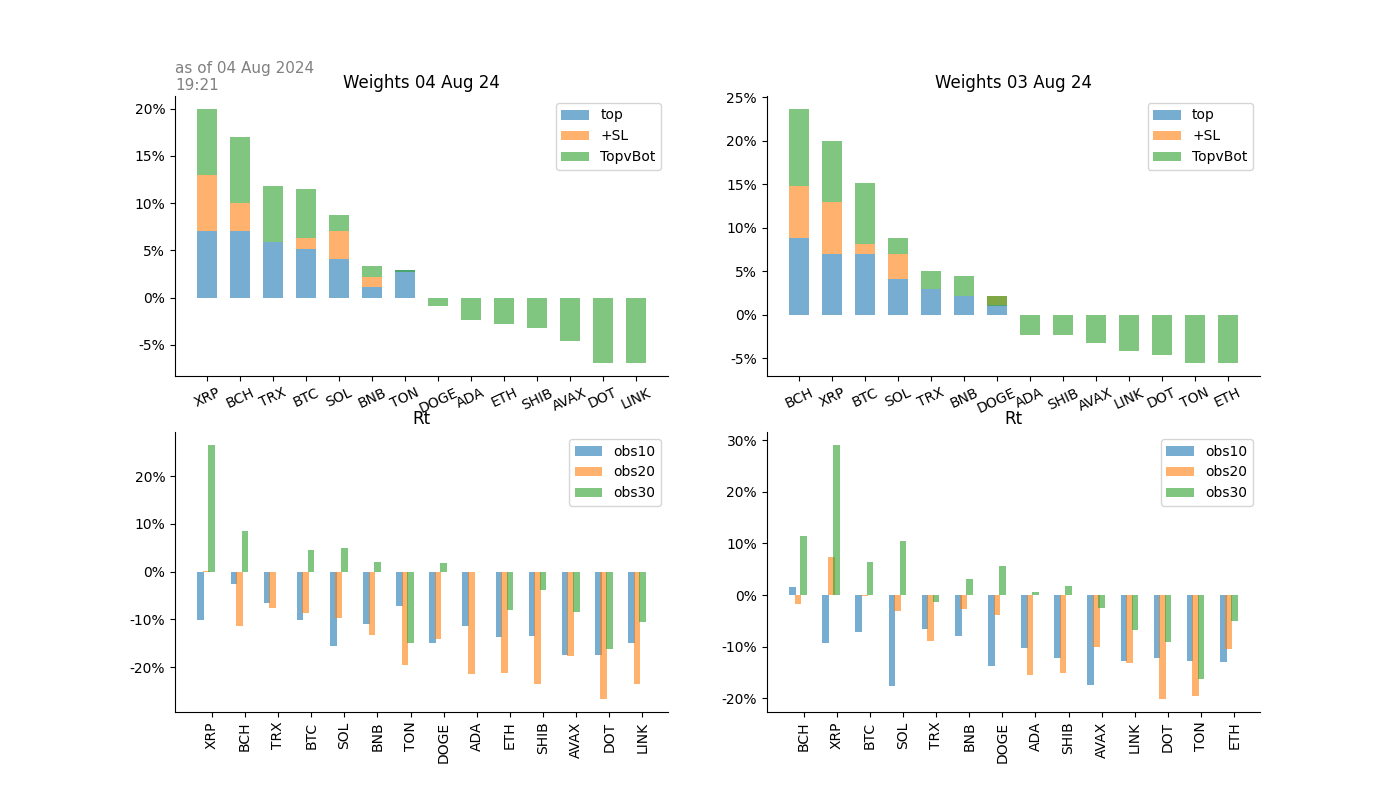 as of 04 Aug 2024
19:21
Weights 04 Aug 24
20%
15%
10%
5%
0%
-5%
top
+SL
TopvBot
XRP BCH TRX BTC SOL BNB TON DOGE ADA ETH SHIB AVAX DOT LINK
Weights 03 Aug 24
25%
20%
15%
10%
5%
0%
-5%
top
+SL
TopvBot
BCH XRP BTC SOL TRX BNB DOGE ADA SHIB AVAX LINK DOT TON ETH
Rt
20%
10%
0%
-10%
-20%
obs10
obs20
obs30
XRP BCH TRX BTC SOL BNB TON DOGE ADA ETH SHIB AVAX DOT LINK
Rt
30%
20%
10%
0%
-10%
-20%
obs10
obs20
obs30
BCH XRP BTC SOL TRX BNB DOGE ADA SHIB AVAX LINK DOT TON ETH